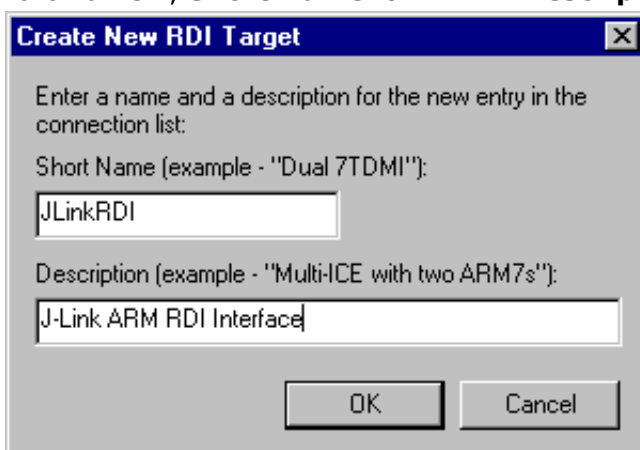 Create New RDI Target
Enter a name and a description for the new entry in the
connection list:
Short Name (example - "Dual 7TDMI"):
JLinkRDI
Description (example - "Multi-ICE with two ARM7s"):
J-Link ARM RDI Interface
OK Cancel